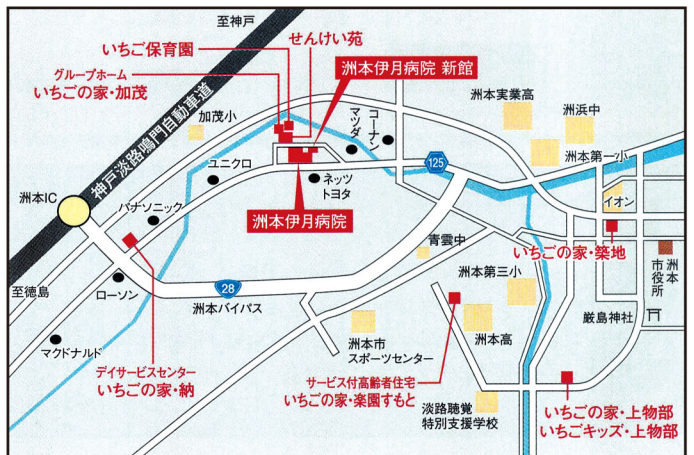 至神戸
いちご保育園
せんけい苑
洲本伊月病院 新館
グループホーム
いちごの家・加茂
加茂小
マツダ
コーナン
洲本実業高
洲浜中
洲本第一小
神戸淡路鳴門自動車道
ユニクロ
125
洲本IC
パナソニック
ネッツ
トヨタ
洲本伊月病院
イオン
青雲中
いちごの家・築地
洲本
市役所
洲本第三小
至徳島
ローソン
28
洲本バイパス
厳島神社
マクドナルド
洲本市
スポーツセンター
洲本高
デイサービスセンター
いちごの家・納
サービス付高齢者住宅
いちごの家・楽園すもと
淡路聴覚
特別支援学校
いちごの家・上物部
いちごキッズ・上物部